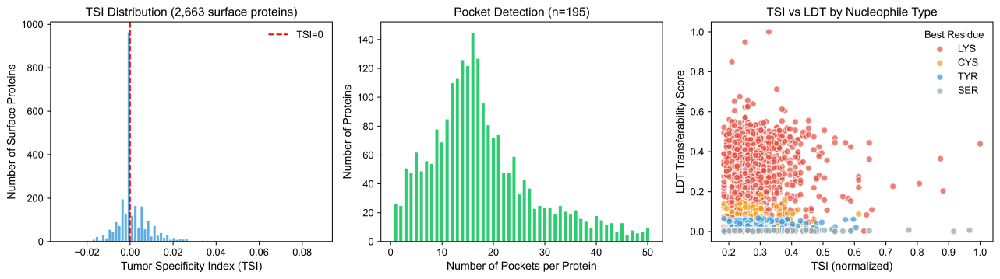 TSI Distribution (2,663 surface proteins)
1000
800
600
400
200
0
Number of Surface Proteins
TSI=0
−0.02
0.00
0.02
0.04
0.06
0.08
Tumor Specificity Index (TSI)
Pocket Detection (n=195)
140
120
100
80
60
40
20
0
Number of Proteins
0
10
20
30
40
50
Number of Pockets per Protein
TSI vs LDT by Nucleophile Type
1.0
0.8
0.6
0.4
0.2
0.0
LDT Transferability Score
Best Residue
LYS
CYS
TYR
SER
0.2
0.3
0.4
0.5
0.6
0.7
0.8
0.9
1.0
TSI (normalized)